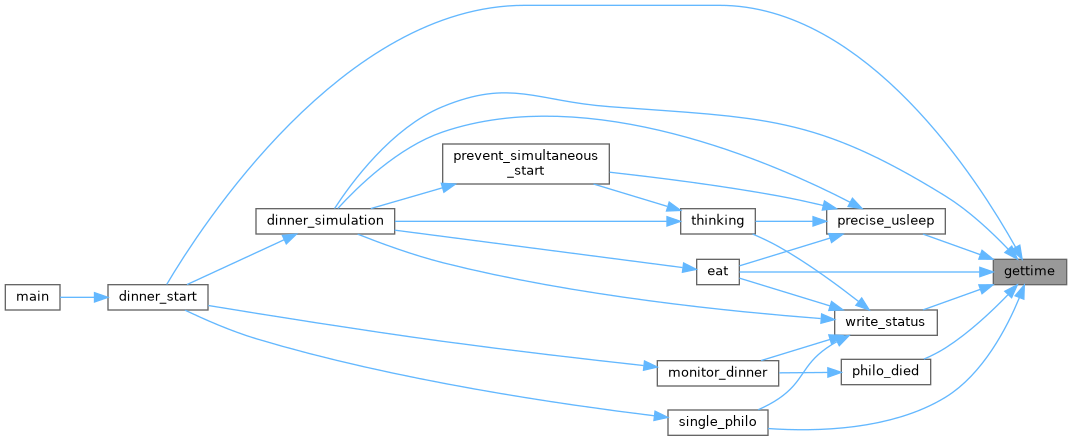 prevent_simultaneous
_start
dinner_simulation
thinking
precise_usleep
eat
gettime
main
dinner_start
write_status
monitor_dinner
philo_died
single_philo